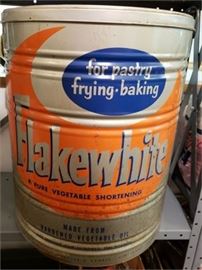 for pastry
frying·baking
Flakewhite
A PURE VEGETABLE SHORTENING
MADE FROM
HARDENED VEGETABLE OIL